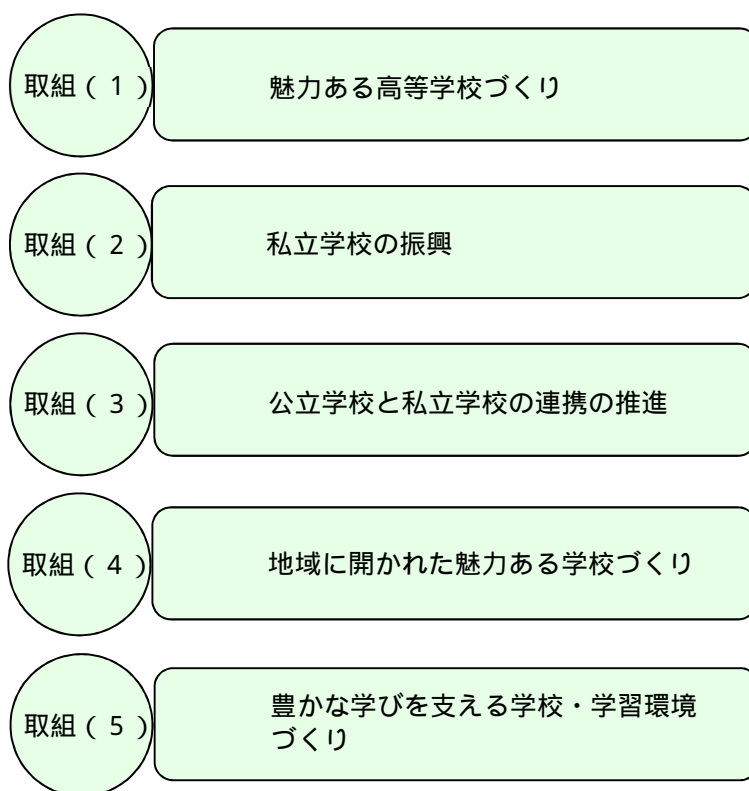 取組（１）
魅力ある高等学校づくり
取組（２）
私立学校の振興
取組（３）
公立学校と私立学校の連携の推進
取組（４）
地域に開かれた魅力ある学校づくり
取組（５）
豊かな学びを支える学校・学習環境
づくり